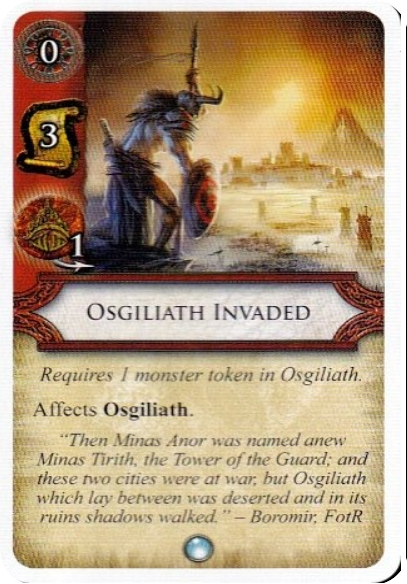 0
3
1
OSGILIATH INVADED
Requires 1 monster token in Osgiliath.
Affects Osgiliath.
“Then Minas Anor was named anew
Minas Tirith, the Tower of the Guard; and
these two cities were at war, but Osgiliath
which lay between was deserted and in its
ruins shadows walked.” – Boromir, FotR